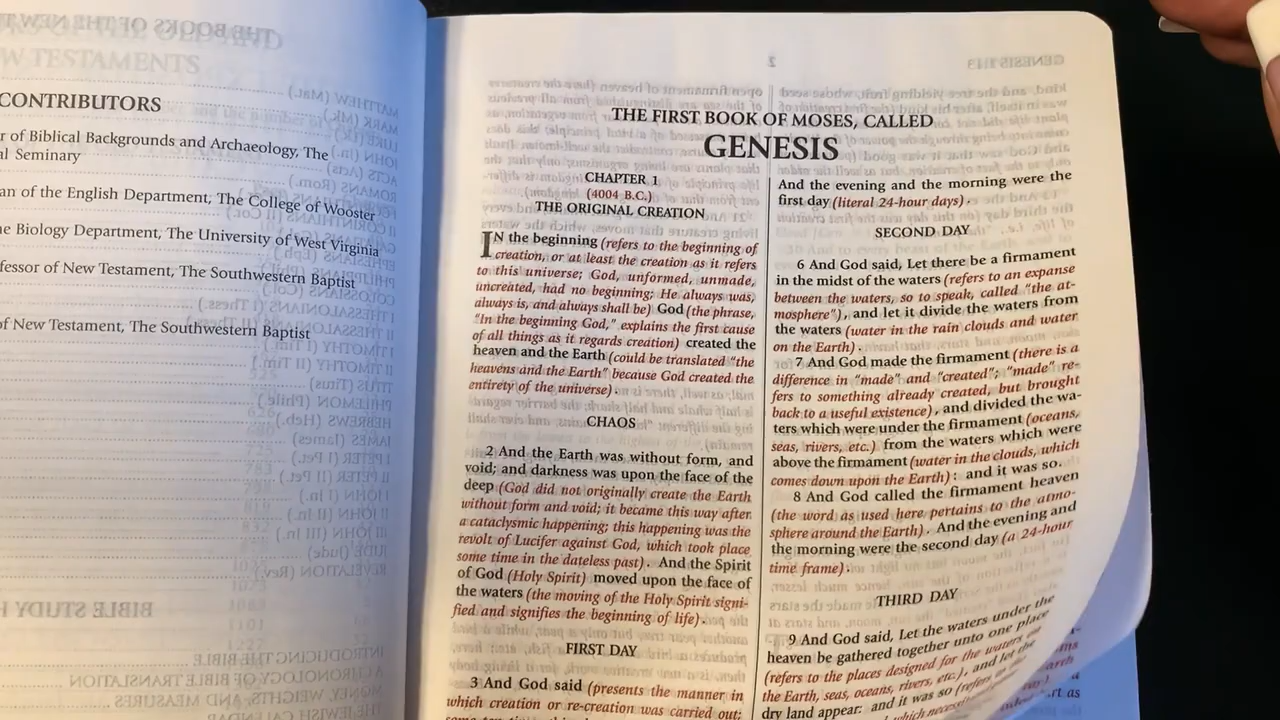 CONTRIBUTORS
r of Biblical Backgrounds and Archaeology, The
al Seminary
an of the English Department, The College of Wooster
he Biology Department, The University of West Virginia
fessor of New Testament, The Southwestern Baptist
of New Testament, The Southwestern Baptist
THE FIRST BOOK OF MOSES, CALLED
GENESIS
CHAPTER 1
(4004 B.C.)
THE ORIGINAL CREATION
IN the beginning (refers to the beginning of
creation, or at least the creation as it refers
to this universe; God, unformed, unmade,
uncreated, had no beginning; He always was,
always is, and always shall be) God (the phrase,
“In the beginning God,” explains the first cause
of all things as it regards creation) created the
heaven and the Earth (could be translated “the
heavens and the Earth” because God created the
entirety of the universe).
CHAOS
2 And the Earth was without form, and
void; and darkness was upon the face of the
deep (God did not originally create the Earth
without form and void; it became this way after
a cataclysmic happening; this happening was the
revolt of Lucifer against God, which took place
some time in the dateless past). And the Spirit
of God (Holy Spirit) moved upon the face of
the waters (the moving of the Holy Spirit signi-
fied and signifies the beginning of life).
FIRST DAY
3 And God said (presents the manner in
which creation or re-creation was carried out;
And the evening and the morning were the
first day (literal 24-hour days).
SECOND DAY
6 And God said, Let there be a firmament
in the midst of the waters (refers to an expanse
between the waters, so to speak, called “the at-
mosphere”), and let it divide the waters from
the waters (water in the rain clouds and water
on the Earth).
7 And God made the firmament (there is a
difference in “made” and “created”; “made” re-
fers to something already created, but brought
back to a useful existence), and divided the wa-
ters which were under the firmament (oceans,
seas, rivers, etc.) from the waters which were
above the firmament (water in the clouds, which
comes down upon the Earth): and it was so.
8 And God called the firmament heaven
(the word as used here pertains to the atmo-
sphere around the Earth). And the evening and
the morning were the second day (a 24-hour
time frame).
THIRD DAY
9 And God said, Let the waters under the
heaven be gathered together unto one place
(refers to the places designed for the waters on
the Earth, seas, oceans, rivers, etc.), and let the
dry land appear: and it was so (refers